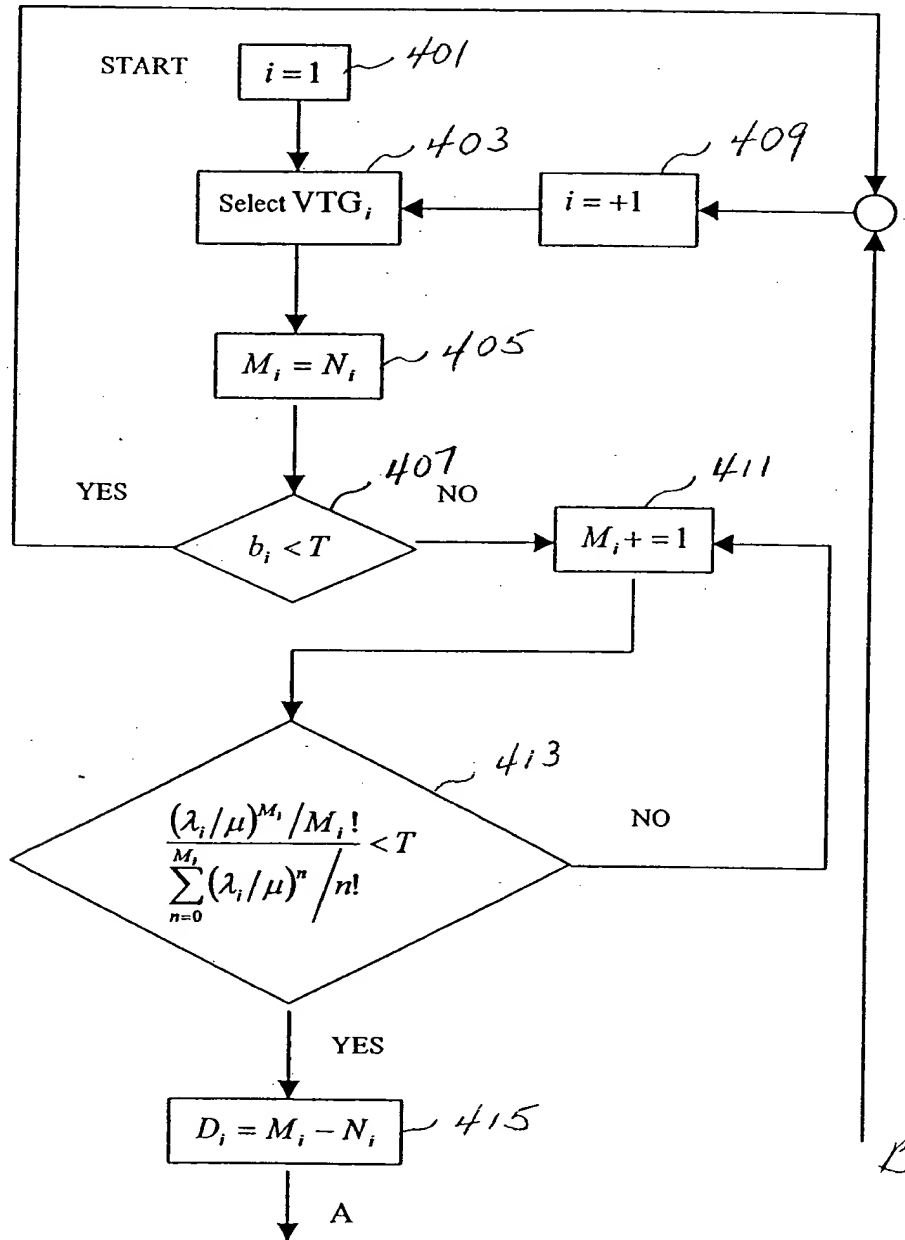 START
i = 1
401
403
409
Select VTG_i
i = +1
M_i = N_i
405
407
YES
NO
411
b_i < T
M_i + = 1
413
(λ_i/μ)^{M_i} / M_i!
< T
NO
M_i
∑ (λ_i/μ)^n / n!
n=0
YES
D_i = M_i − N_i
415
B
A